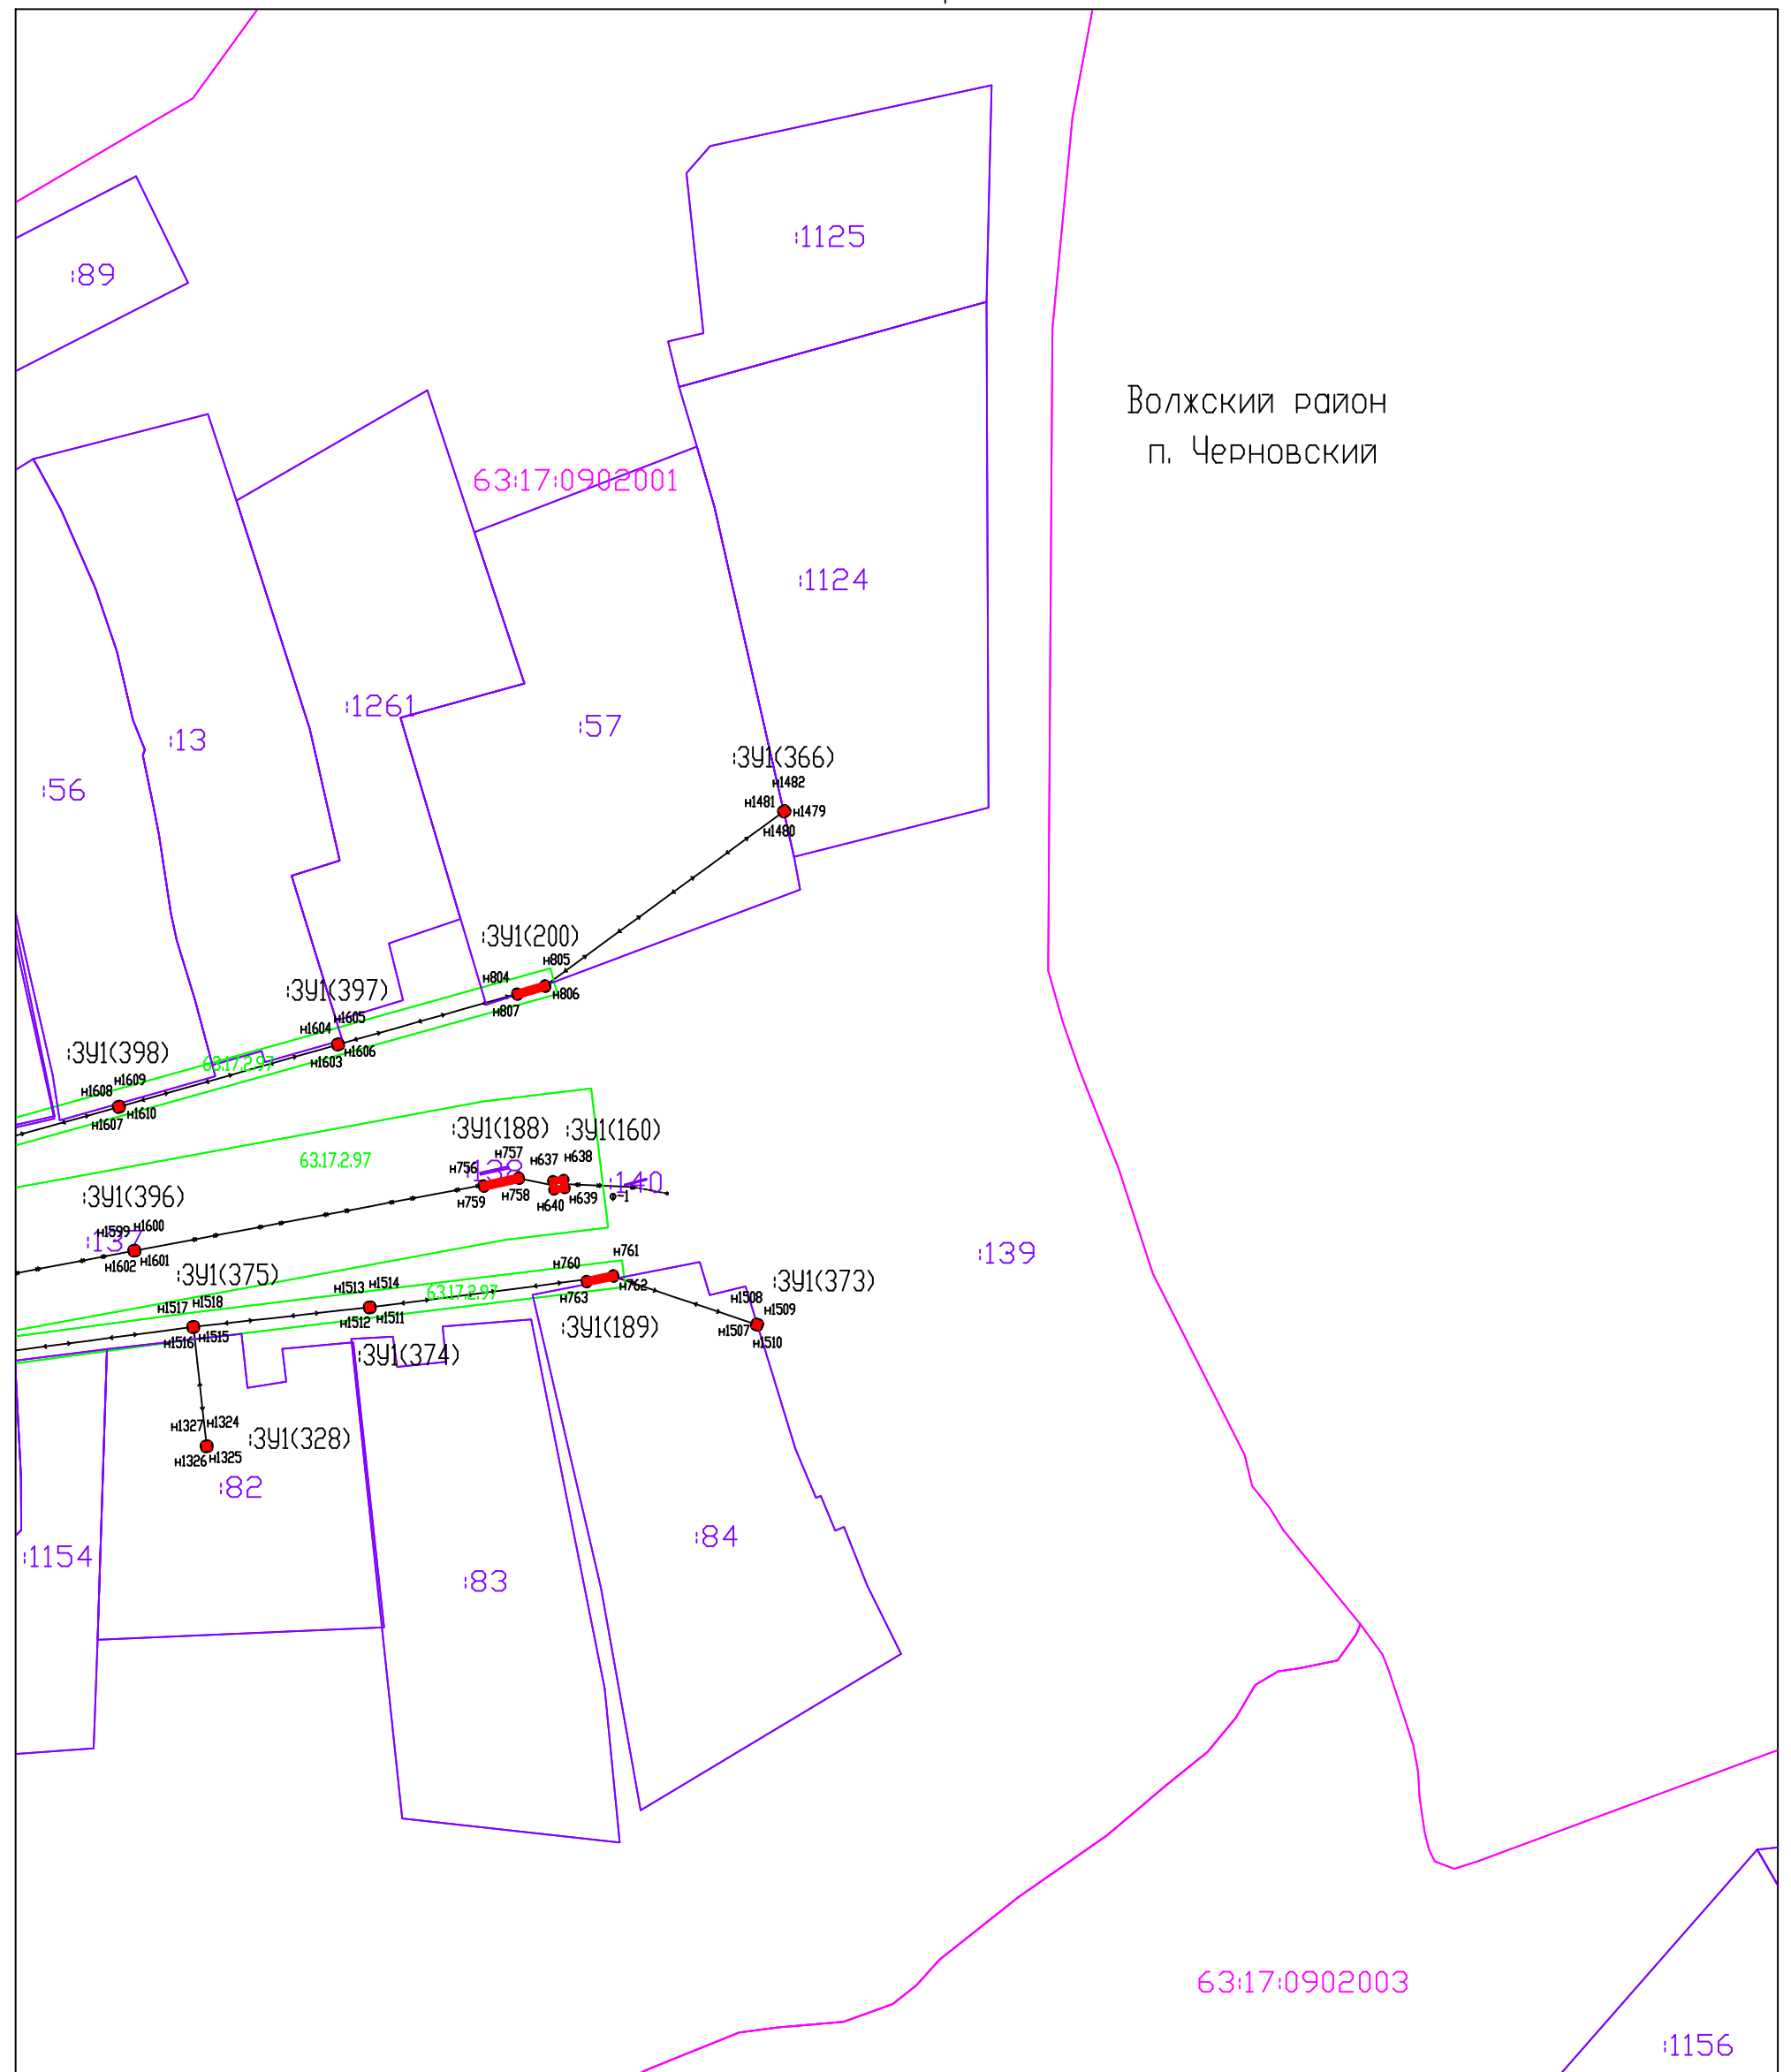 :1125
:89
Волжский район
п. Черновский
63:17:0902001
:1124
:1261
:57
:13
:ЗУ1(366)
н1482
:56
н1481
н1479
н1480
:ЗУ1(200)
н805
н804
:ЗУ1(397)
н806
н807
н1605
н1604
:ЗУ1(398)
н1606
63.17.2.97
н1603
н1609
н1608
н1610
н1607
:ЗУ1(188)
:ЗУ1(160)
н757
н637
н638
63.17.2.97
н756
:138
:140
:ЗУ1(396)
н758
н639
ф-1
н759
н640
н1599
н1600
:137
:139
н761
н1601
н1602
н760
:ЗУ1(375)
:ЗУ1(373)
н1513
н1514
н762
63.17.2.97
н763
н1508
н1517
н1518
н1509
н1512
н1511
:ЗУ1(189)
н1507
н1516
н1515
н1510
:ЗУ1(374)
н1327
н1324
:ЗУ1(328)
н1326
н1325
:82
:84
:1154
:83
63:17:0902003
:1156